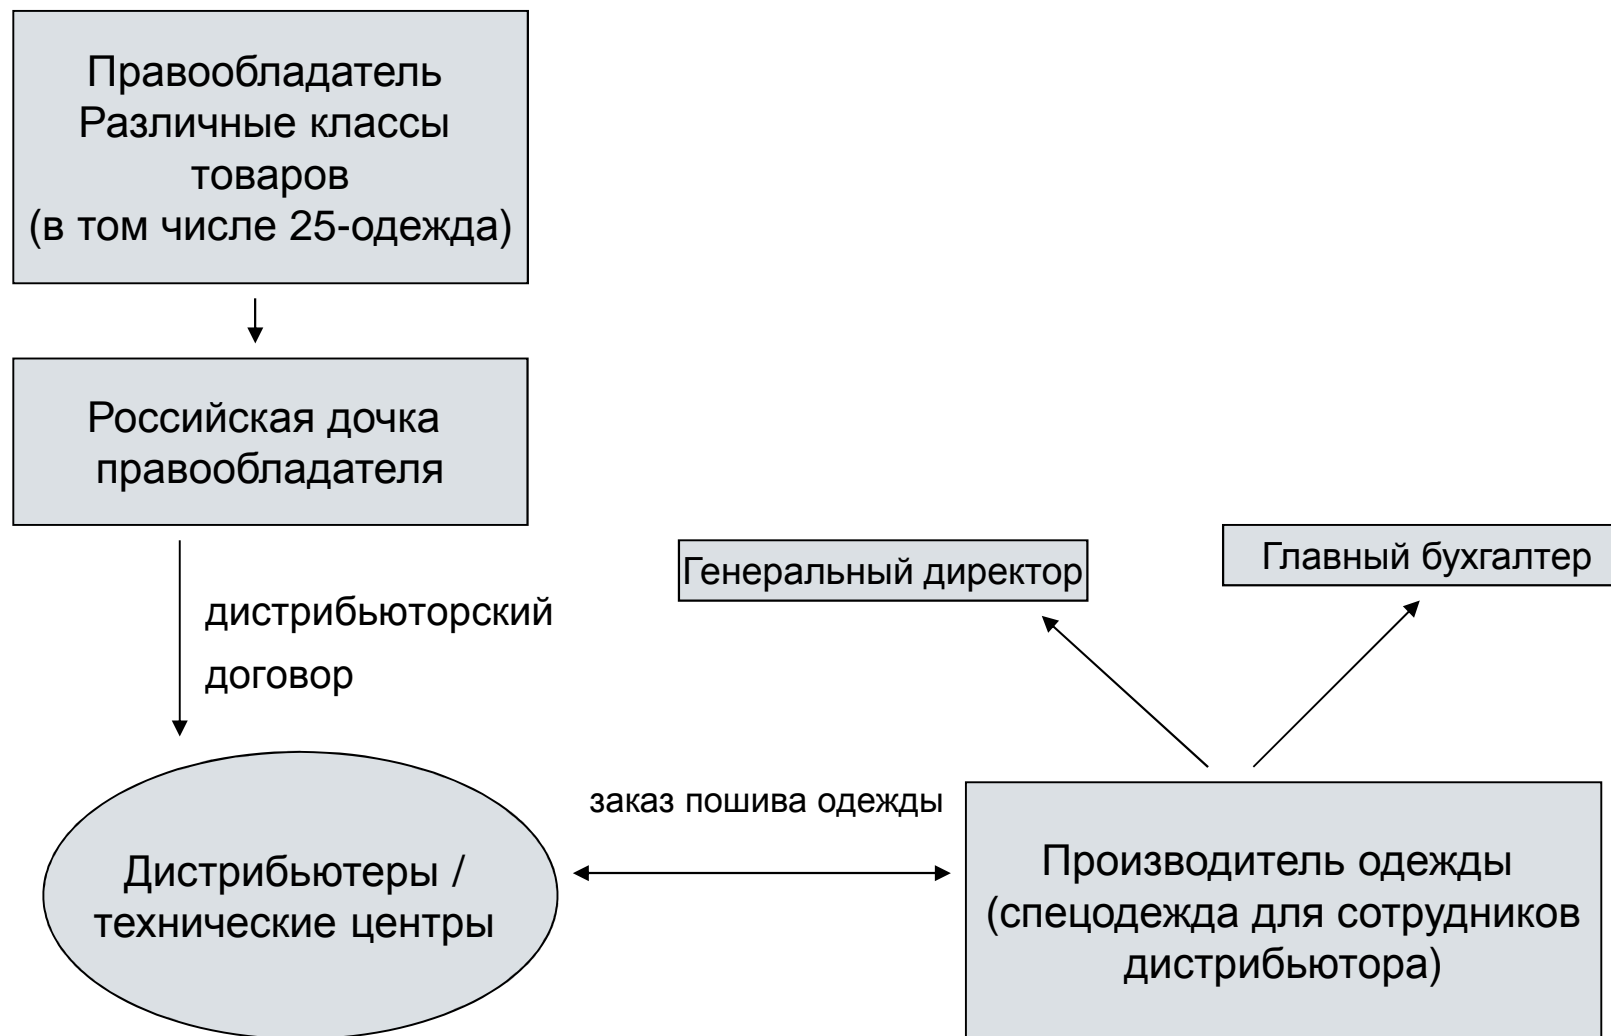 Правообладатель
Различные классы
товаров
(в том числе 25-одежда)
Российская дочка
правообладателя
дистрибьюторский
договор
Генеральный директор
Главный бухгалтер
заказ пошива одежды
Дистрибьютеры /
технические центры
Производитель одежды
(спецодежда для сотрудников
дистрибьютора)